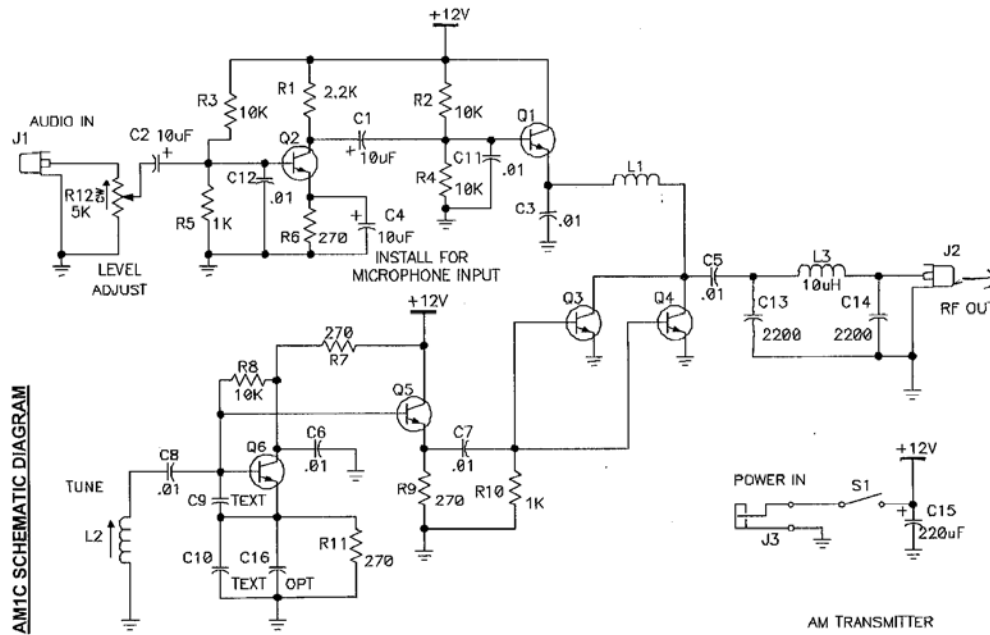 +12V
R3
10K
R1
2.2K
R2
10K
Q1
AUDIO IN
J1
C2 10uF
+
Q2
C1
+
10uF
C11
.01
L1
R12
5K
CW
C12
.01
R4
10K
C3
.01
R5
1K
R6
270
+
C4
10uF
LEVEL
ADJUST
INSTALL FOR
MICROPHONE INPUT
C5
.01
L3
10uH
J2
RF OUT
Q3
Q4
C13
2200
C14
2200
+12V
270
R7
R8
10K
Q5
C7
.01
Q6
C6
.01
C8
.01
TUNE
L2
C9
TEXT
R9
270
R10
1K
C10
TEXT
C16
OPT
R11
270
+12V
POWER IN
S1
J3
+
C15
220uF
AM TRANSMITTER
AM1C SCHEMATIC DIAGRAM